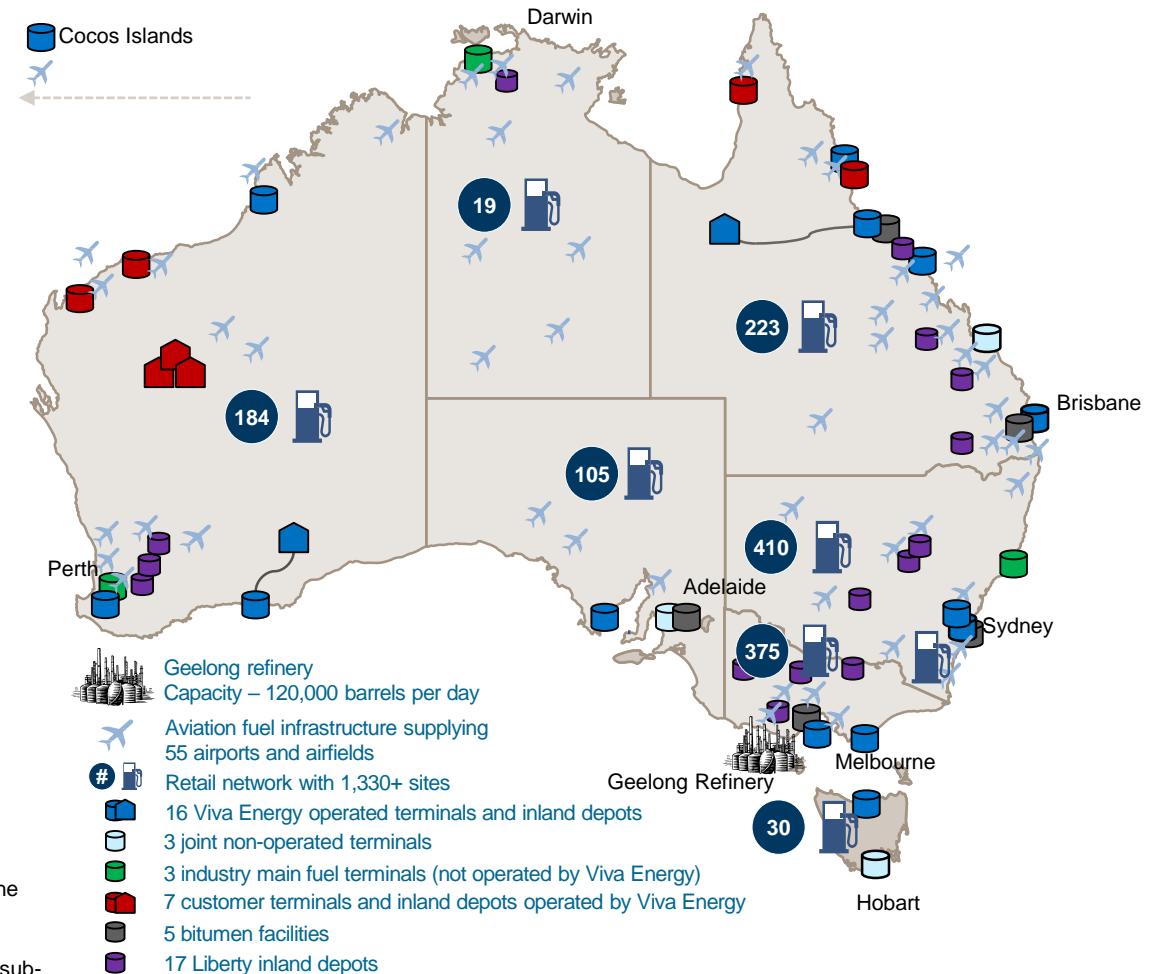 Darwin
Cocos Islands
19
223
Brisbane
184
105
410
Perth
Adelaide
Sydney
375
Geelong refinery
Capacity – 120,000 barrels per day
Aviation fuel infrastructure supplying
55 airports and airfields
Melbourne
Geelong Refinery
# Retail network with 1,330+ sites
16 Viva Energy operated terminals and inland depots
30
3 joint non-operated terminals
3 industry main fuel terminals (not operated by Viva Energy)
ne
7 customer terminals and inland depots operated by Viva Energy
Hobart
5 bitumen facilities
sub-
17 Liberty inland depots